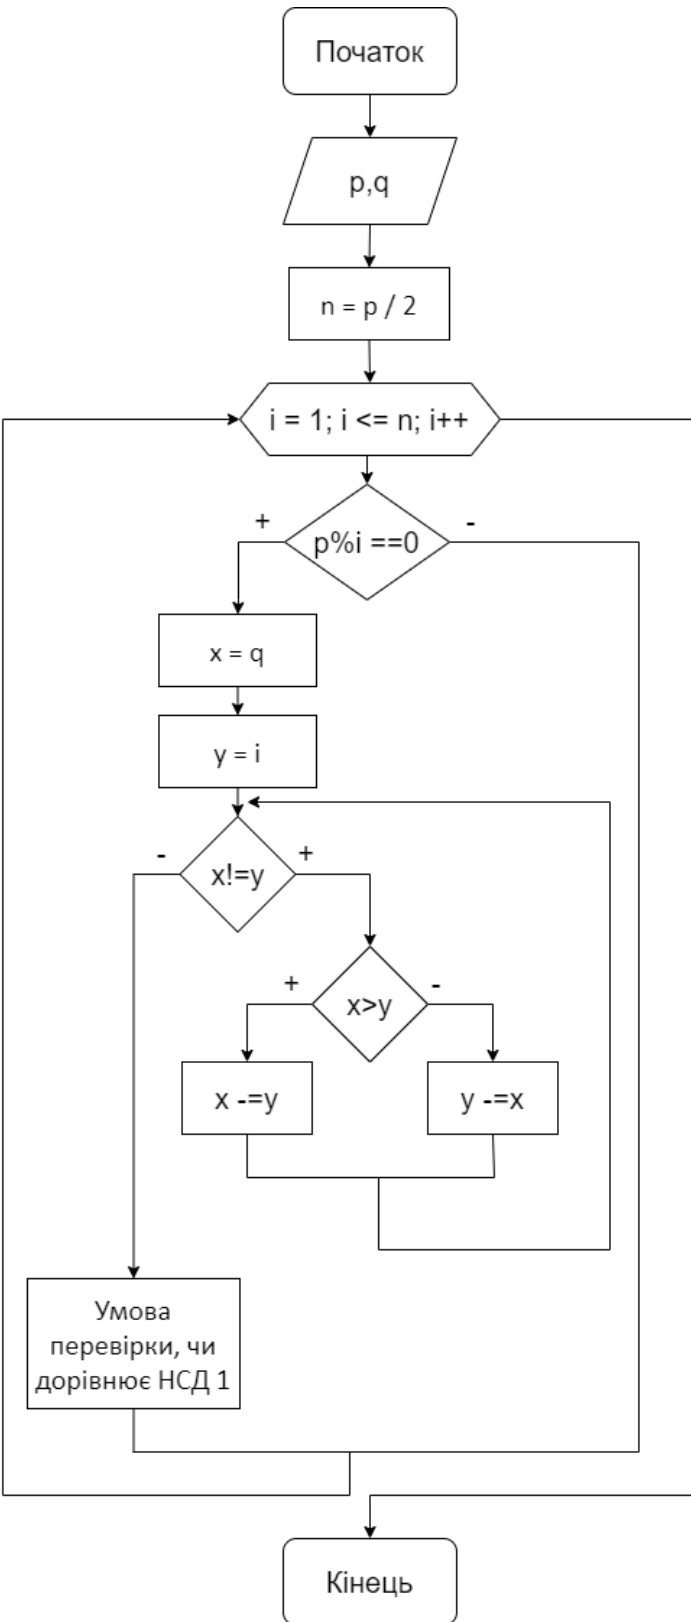 Початок
p,q
n = p / 2
i = 1; i <= n; i++
+
-
p%i ==0
x = q
y = i
-
+
x!=y
+
-
x>y
x -=y
y -=x
Умова
перевірки, чи
дорівнює НСД 1
Кінець